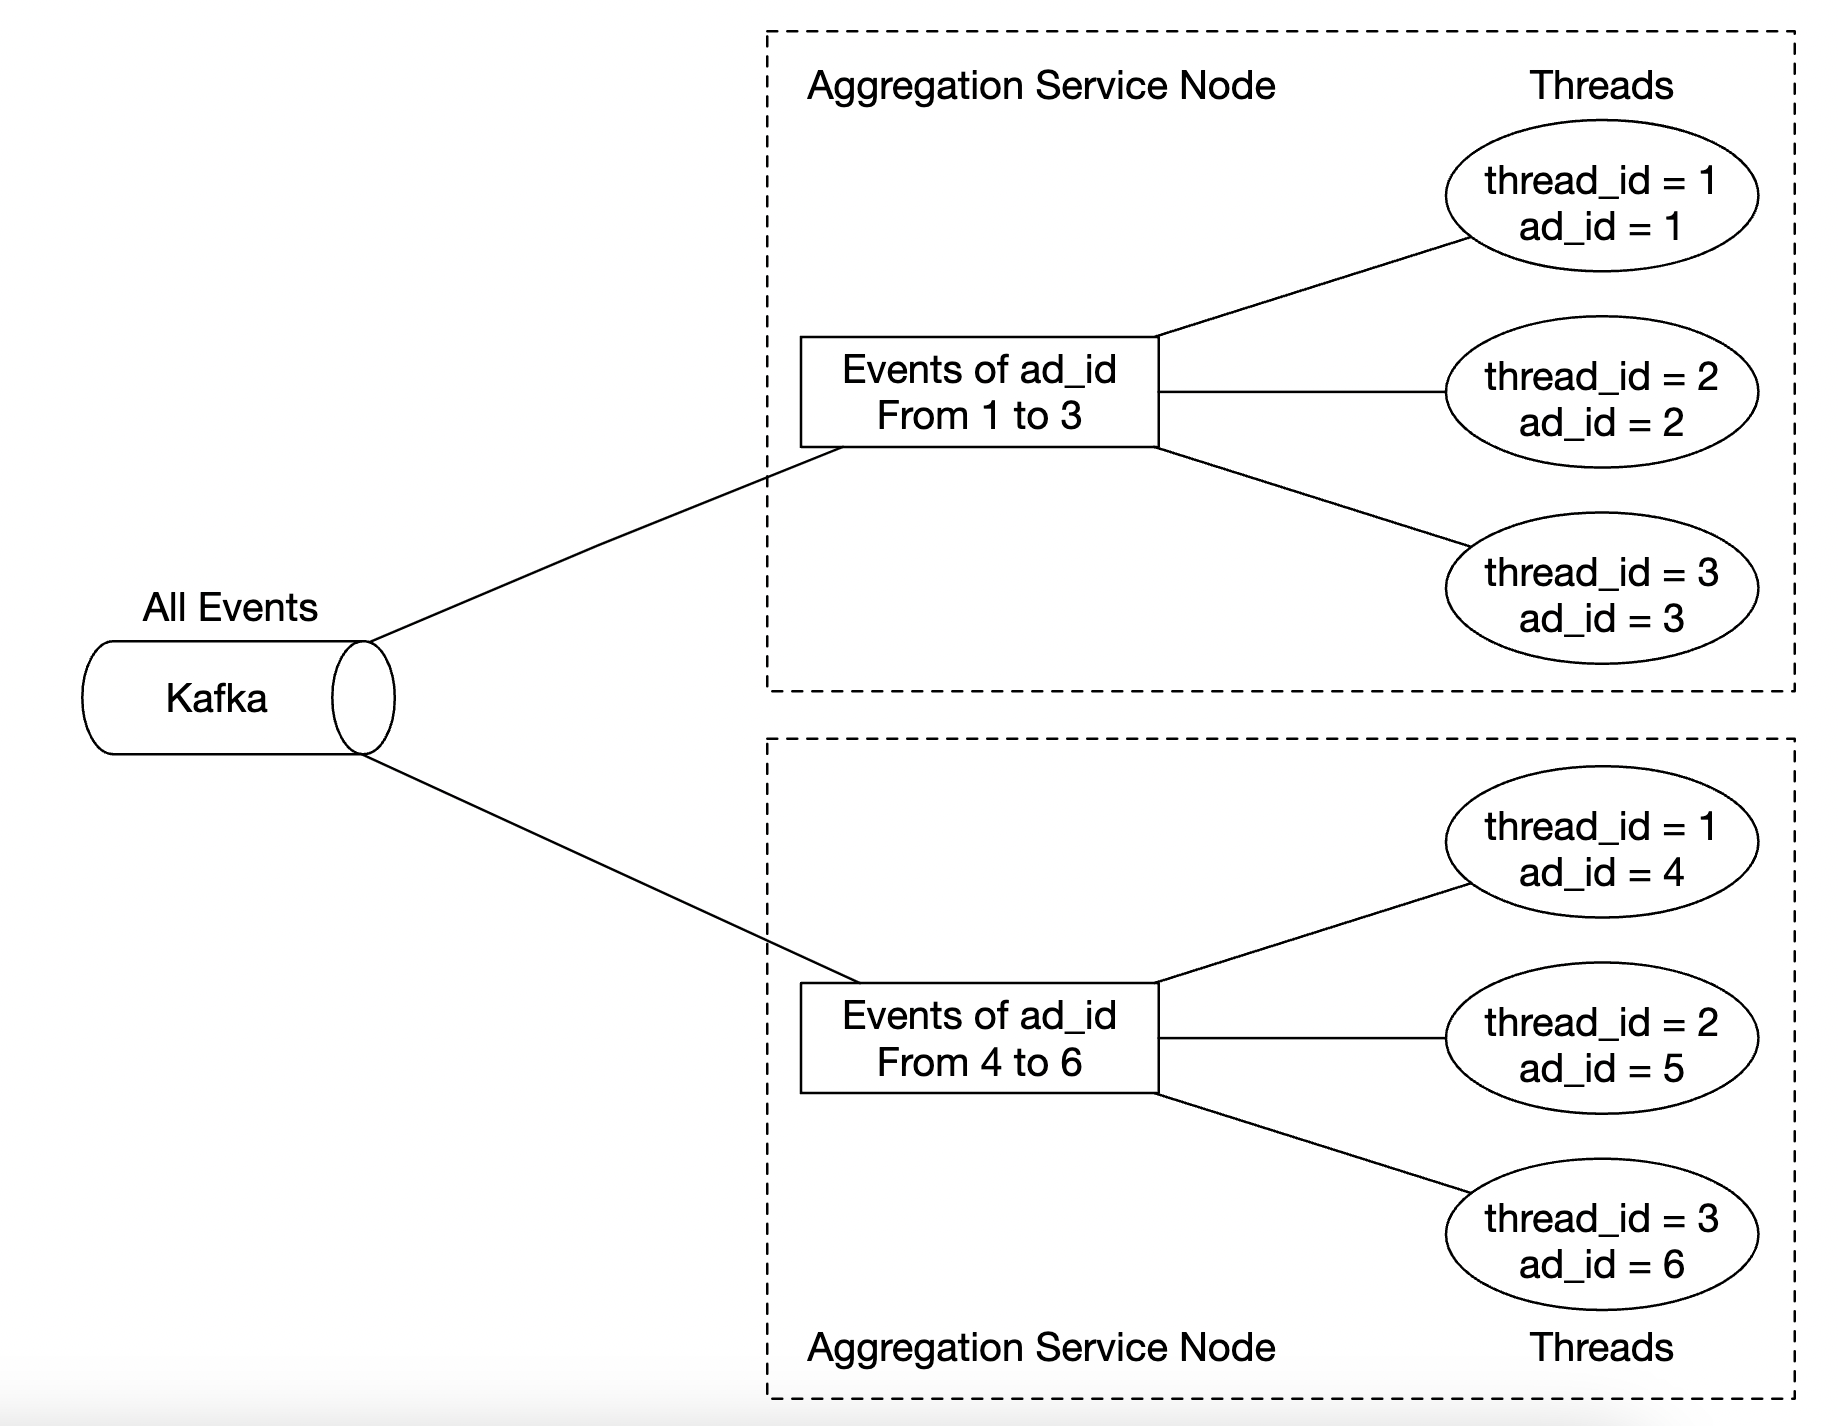 Aggregation Service Node
Threads
thread_id = 1
ad_id = 1
Events of ad_id
From 1 to 3
thread_id = 2
ad_id = 2
thread_id = 3
ad_id = 3
All Events
Kafka
thread_id = 1
ad_id = 4
Events of ad_id
From 4 to 6
thread_id = 2
ad_id = 5
thread_id = 3
ad_id = 6
Aggregation Service Node
Threads